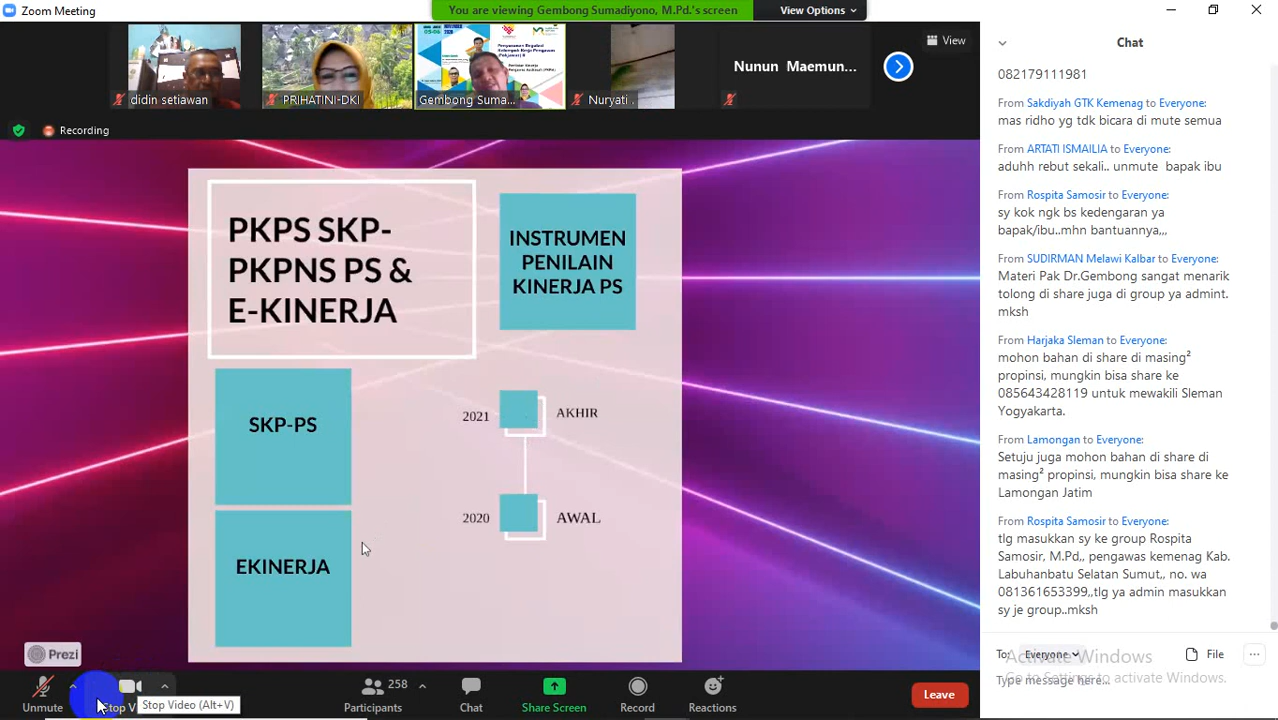 Zoom Meeting
You are viewing Gembong Sumadiyono, M.Pd.'s screen
View Options
didin setiawan
PRIHATINI-DKI
Gembong Suma...
Nuryati .
Nunun Maemun...
View
Recording
PKPS SKP-
PKPNS PS &
E-KINERJA
INSTRUMEN
PENILAIN
KINERJA PS
SKP-PS
EKINERJA
2021
AKHIR
2020
AWAL
Prezi
Unmute
Stop V
Stop Video (Alt+V)
258
Participants
Chat
Share Screen
Record
Reactions
Leave
Chat
082179111981
From Sakdiyah GTK Kemenag to Everyone:
mas ridho yg tdk bicara di mute semua
From ARTATI ISMAILIA to Everyone:
aduhh rebut sekali.. unmute bapak ibu
From Rospita Samosir to Everyone:
sy kok ngk bs kedengaran ya
bapak/ibu..mhn bantuannya,,,
From SUDIRMAN Melawi Kalbar to Everyone:
Materi Pak Dr.Gembong sangat menarik
tolong di share juga di group ya admint.
mksh
From Harjaka Sleman to Everyone:
mohon bahan di share di masing²
propinsi, mungkin bisa share ke
085643428119 untuk mewakili Sleman
Yogyakarta.
From Lamongan to Everyone:
Setuju juga mohon bahan di share di
masing² propinsi, mungkin bisa share ke
Lamongan Jatim
From Rospita Samosir to Everyone:
tlg masukkan sy ke group Rospita
Samosir, M.Pd,, pengawas kemenag Kab.
Labuhanbatu Selatan Sumut,, no. wa
081361653399,,tlg ya admin masukkan
sy je group..mksh
To: Everyone
File
Type message here...
Activate Windows
Go to Settings to activate Windows.